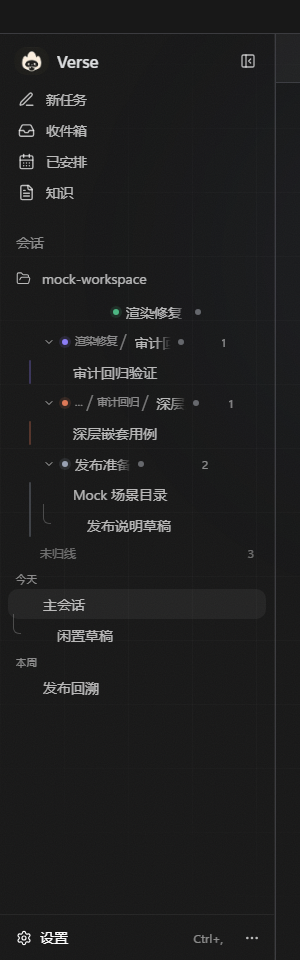 Verse
新任务
收件箱
已安排
知识
会话
mock-workspace
渲染修复
渲染修复 / 审计 1
审计回归验证
... / 审计回归 / 深层 1
深层嵌套用例
发布准备 2
Mock 场景目录
发布说明草稿
未归线 3
今天
主会话
闲置草稿
本周
发布回溯
设置 Ctrl+,